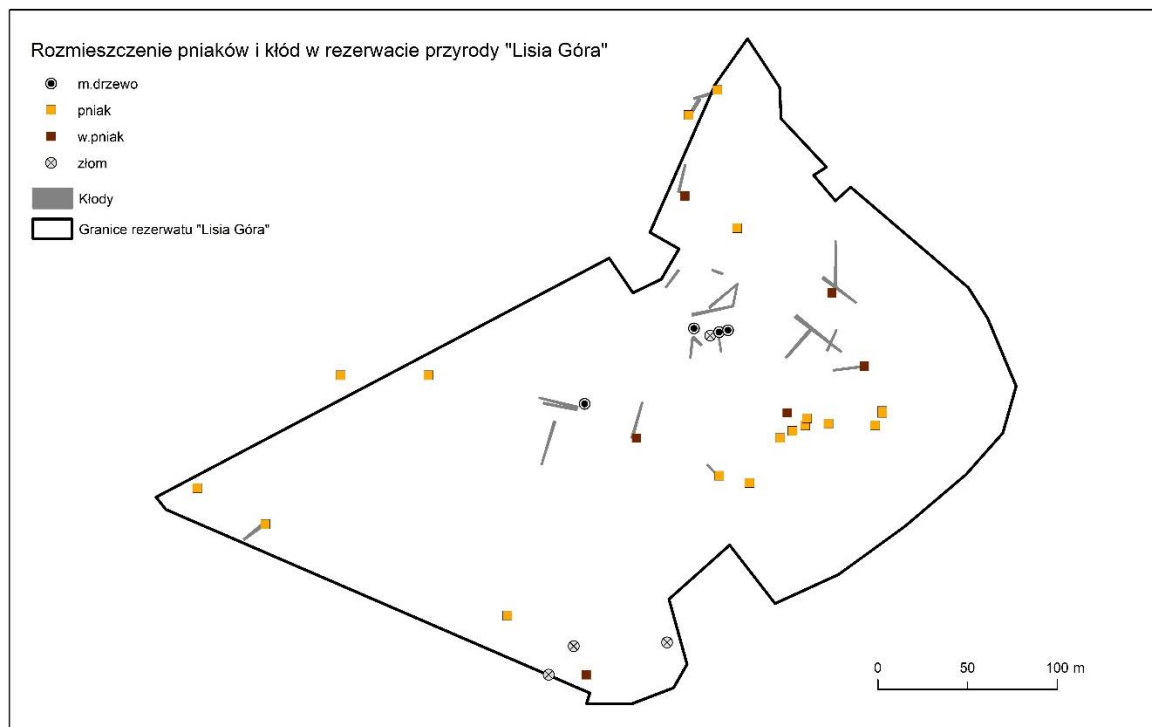 Rozmieszczenie pniaków i kłód w rezerwacie przyrody "Lisia Góra"
m.drzewo
pniak
w.pniak
złom
Kłody
Granice rezerwatu "Lisia Góra"
0 50 100 m